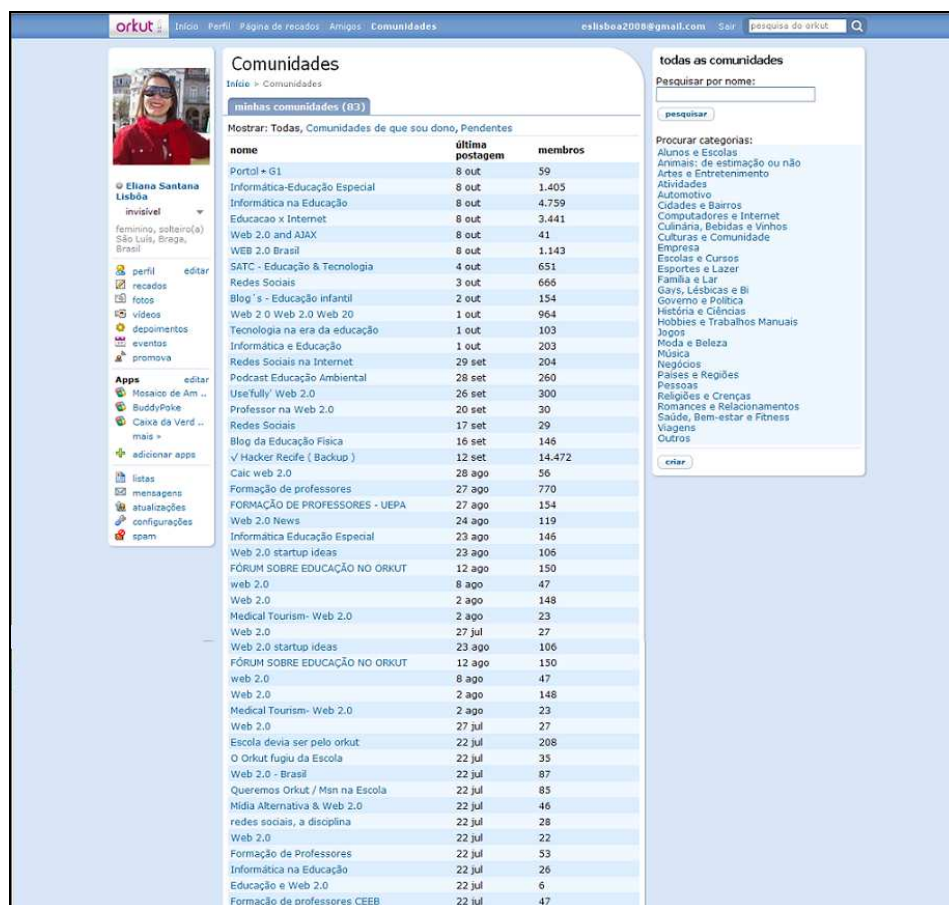 orkut Início Perfil Página de recados Amigos Comunidades eslisboa2008@gmail.com Sair pesquisa do orkut
Eliana Santana
Lisbôa
invisível
feminino, solteiro(a)
São Luís, Braga,
Brasil
perfil editar
recados
fotos
vídeos
depoimentos
eventos
promova
Apps editar
Mosaico de Am ..
BuddyPoke
Caixa da Verd ..
mais »
adicionar apps
listas
mensagens
atualizações
configurações
spam
Comunidades
Início > Comunidades
minhas comunidades (83)
Mostrar: Todas, Comunidades de que sou dono, Pendentes
nome última postagem membros
Portal * G1 8 out 59
Informática-Educação Especial 8 out 1.405
Informática na Educação 8 out 4.759
Educacao x Internet 8 out 3.441
Web 2.0 and AJAX 8 out 41
WEB 2.0 Brasil 8 out 1.143
SATC - Educação & Tecnologia 4 out 651
Redes Sociais 3 out 666
Blog´s - Educação infantil 2 out 154
Web 2 0 Web 2.0 Web 20 1 out 964
Tecnologia na era da educação 1 out 103
Informática e Educação 1 out 203
Redes Sociais na Internet 29 set 204
Podcast Educação Ambiental 28 set 260
Use'fully' Web 2.0 26 set 300
Professor na Web 2.0 20 set 30
Redes Sociais 17 set 29
Blog da Educação Física 16 set 146
√ Hacker Recife ( Backup ) 12 set 14.472
Caic web 2.0 28 ago 56
Formação de professores 27 ago 770
FORMAÇÃO DE PROFESSORES - UEPA 27 ago 154
Web 2.0 News 24 ago 119
Informática Educação Especial 23 ago 146
Web 2.0 startup ideas 23 ago 106
FÓRUM SOBRE EDUCAÇÃO NO ORKUT 12 ago 150
web 2.0 8 ago 47
Web 2.0 2 ago 148
Medical Tourism- Web 2.0 2 ago 23
Web 2.0 27 jul 27
Web 2.0 startup ideas 23 ago 106
FÓRUM SOBRE EDUCAÇÃO NO ORKUT 12 ago 150
web 2.0 8 ago 47
Web 2.0 2 ago 148
Medical Tourism- Web 2.0 2 ago 23
Web 2.0 27 jul 27
Escola devia ser pelo orkut 22 jul 208
O Orkut fugiu da Escola 22 jul 35
Web 2.0 - Brasil 22 jul 87
Queremos Orkut / Msn na Escola 22 jul 85
Mídia Alternativa & Web 2.0 22 jul 46
redes sociais, a disciplina 22 jul 28
Web 2.0 22 jul 22
Formação de Professores 22 jul 53
Informática na Educação 22 jul 26
Educação e Web 2.0 22 jul 6
Formação de professores CEEB 22 jul 47
todas as comunidades
Pesquisar por nome:
pesquisar
Procurar categorias:
Alunos e Escolas
Animais: de estimação ou não
Artes e Entretenimento
Atividades
Automotivo
Cidades e Bairros
Computadores e Internet
Culinária, Bebidas e Vinhos
Culturas e Comunidade
Empresa
Escolas e Cursos
Esportes e Lazer
Família e Lar
Gays, Lésbicas e Bi
Governo e Política
História e Ciências
Hobbies e Trabalhos Manuais
Jogos
Moda e Beleza
Música
Negócios
Países e Regiões
Pessoas
Religiões e Crenças
Romances e Relacionamentos
Saúde, Bem-estar e Fitness
Viagens
Outros
criar